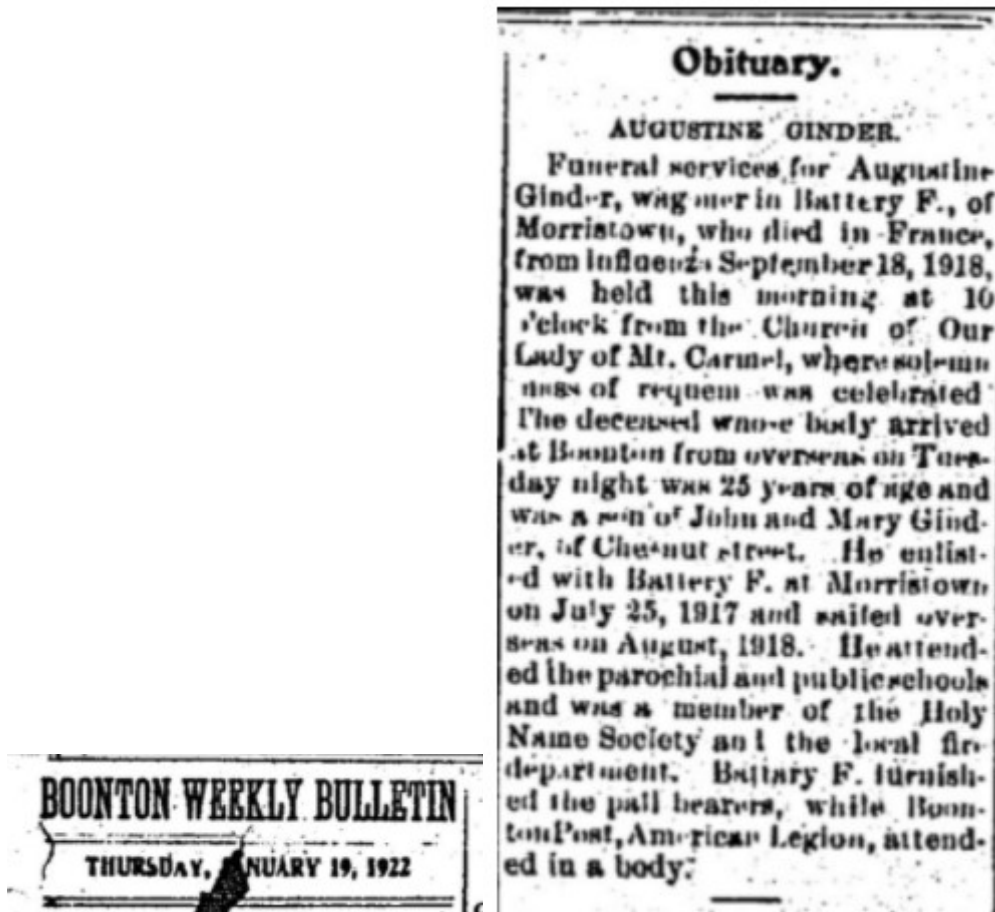 Obituary.
AUGUSTINE GINDER.
Funeral services for Augustine
Ginder, wagoner in Battery F., of
Morristown, who died in France,
from influenza September 18, 1918,
was held this morning at 10
o'clock from the Church of Our
Lady of Mt. Carmel, where solemn
mass of requem was celebrated
The deceased whose body arrived
at Boonton from overseas on Tues-
day night was 25 years of age and
was a son of John and Mary Gind-
er, of Chesnut street. He enlist-
ed with Battery F. at Morristown
on July 25, 1917 and sailed over-
seas on August, 1918. He attend-
ed the parochial and public schools
and was a member of the Holy
Name Society and the local fire
department. Battary F. furnish-
ed the pall bearers, while Boon-
ton Post, American Legion, attend-
ed in a body.
BOONTON WEEKLY BULLETIN
THURSDAY, JANUARY 19, 1922